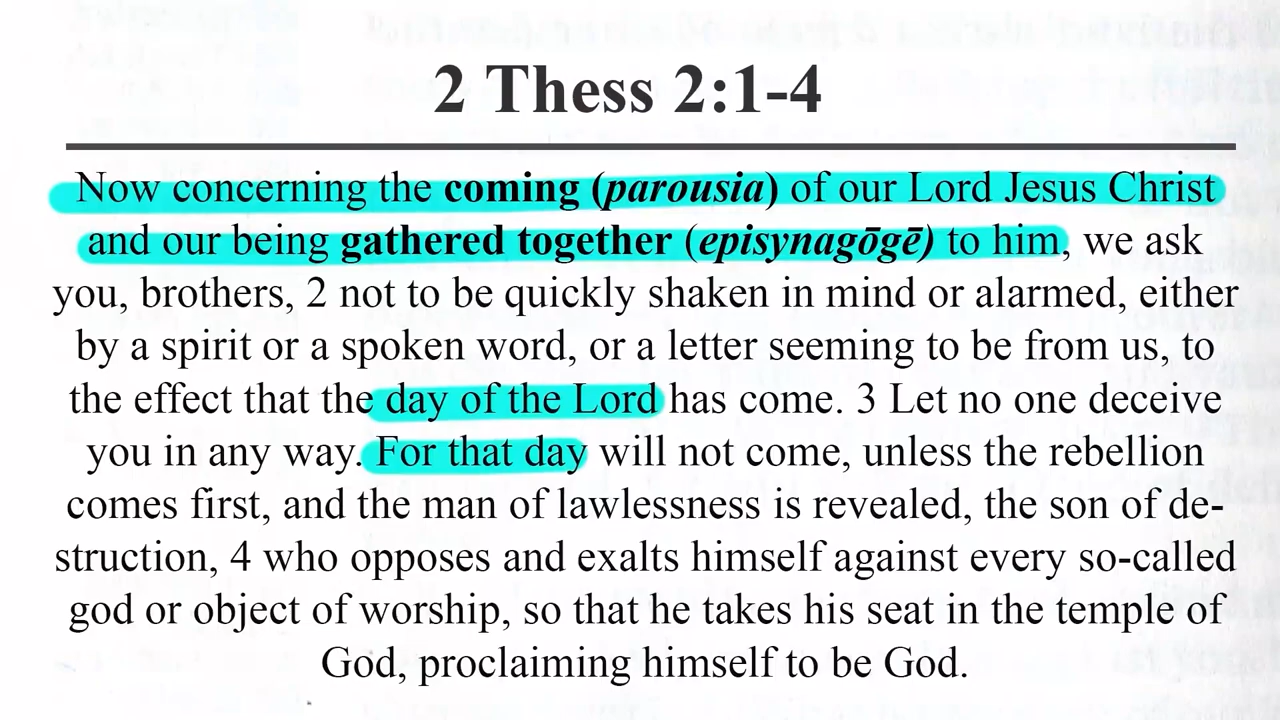 2 Thess 2:1-4
Now concerning the coming (parousia) of our Lord Jesus Christ
and our being gathered together (episynagōgē) to him, we ask
you, brothers, 2 not to be quickly shaken in mind or alarmed, either
by a spirit or a spoken word, or a letter seeming to be from us, to
the effect that the day of the Lord has come. 3 Let no one deceive
you in any way. For that day will not come, unless the rebellion
comes first, and the man of lawlessness is revealed, the son of de-
struction, 4 who opposes and exalts himself against every so-called
god or object of worship, so that he takes his seat in the temple of
God, proclaiming himself to be God.